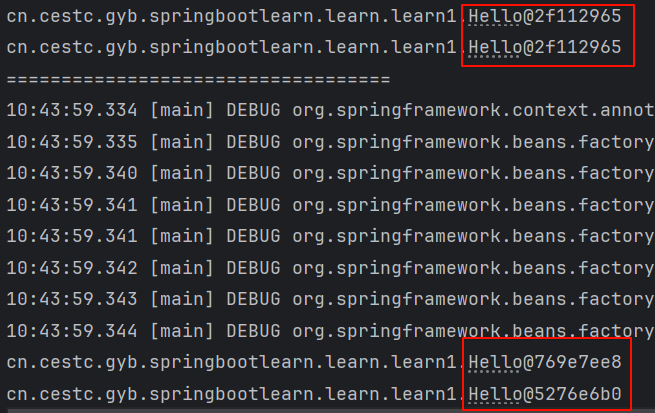 cn.cestc.gyb.springbootlearn.learn.learn1.Hello@2f112965
cn.cestc.gyb.springbootlearn.learn.learn1.Hello@2f112965
===================================
10:43:59.334 [main] DEBUG org.springframework.context.annot
10:43:59.335 [main] DEBUG org.springframework.beans.factory
10:43:59.340 [main] DEBUG org.springframework.beans.factory
10:43:59.341 [main] DEBUG org.springframework.beans.factory
10:43:59.341 [main] DEBUG org.springframework.beans.factory
10:43:59.342 [main] DEBUG org.springframework.beans.factory
10:43:59.343 [main] DEBUG org.springframework.beans.factory
10:43:59.344 [main] DEBUG org.springframework.beans.factory
cn.cestc.gyb.springbootlearn.learn.learn1.Hello@769e7ee8
cn.cestc.gyb.springbootlearn.learn.learn1.Hello@5276e6b0